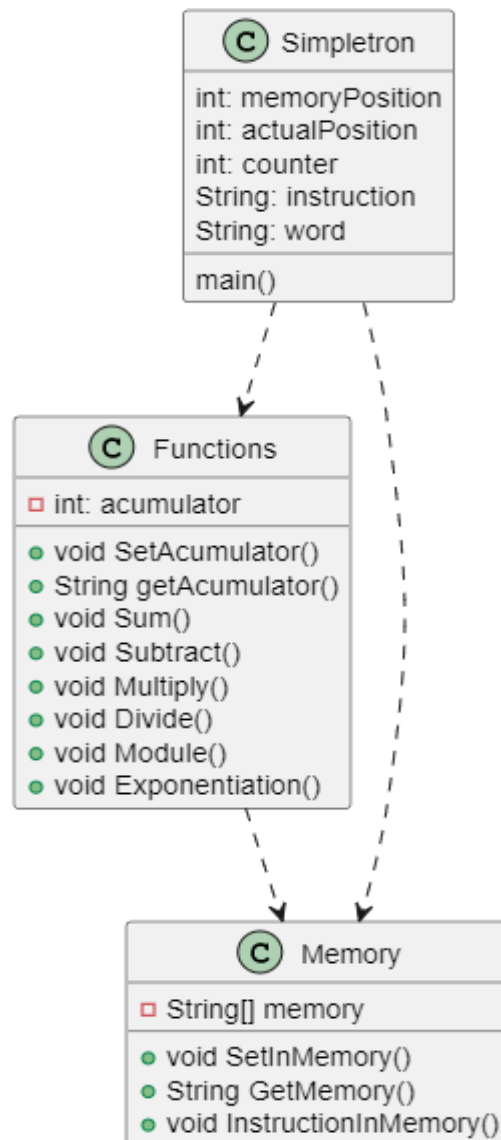 C Simpletron
int: memoryPosition
int: actualPosition
int: counter
String: instruction
String: word
main()
C Functions
int: acumulator
void SetAcumulator()
String getAcumulator()
void Sum()
void Subtract()
void Multiply()
void Divide()
void Module()
void Exponentiation()
C Memory
String[] memory
void SetInMemory()
String GetMemory()
void InstructionInMemory()